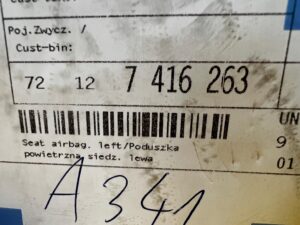 Poj.Zwycz. /
Cust-bin:
72 12 7 416 263
UN
Seat airbag. left/Poduszka
powietrzna siedz. lewa
9
01
A341